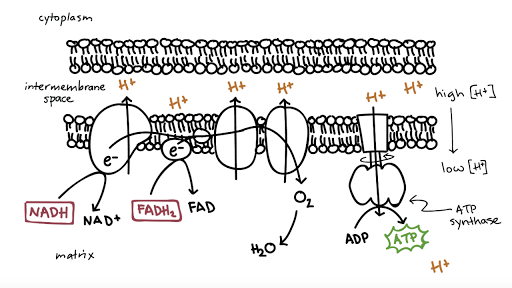 cytoplasm
intermembrane
space
H⁺
H⁺
H⁺
H⁺
H⁺
H⁺
high [H⁺]
low [H⁺]
e⁻
e⁻
NADH
NAD+
FADH₂
FAD
O₂
H₂O
ADP
ATP
ATP
synthase
matrix
H⁺